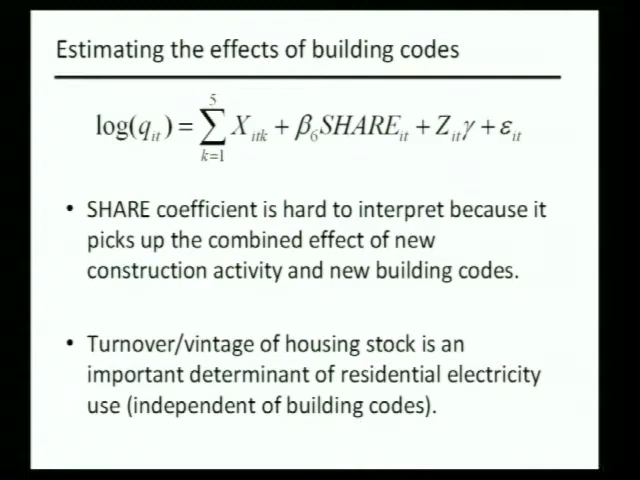 Estimating the effects of building codes
log(q_it) = ∑_{k=1}^{5} X_itk + β_6 SHARE_it + Z_it γ + ε_it
• SHARE coefficient is hard to interpret because it
picks up the combined effect of new
construction activity and new building codes.
• Turnover/vintage of housing stock is an
important determinant of residential electricity
use (independent of building codes).